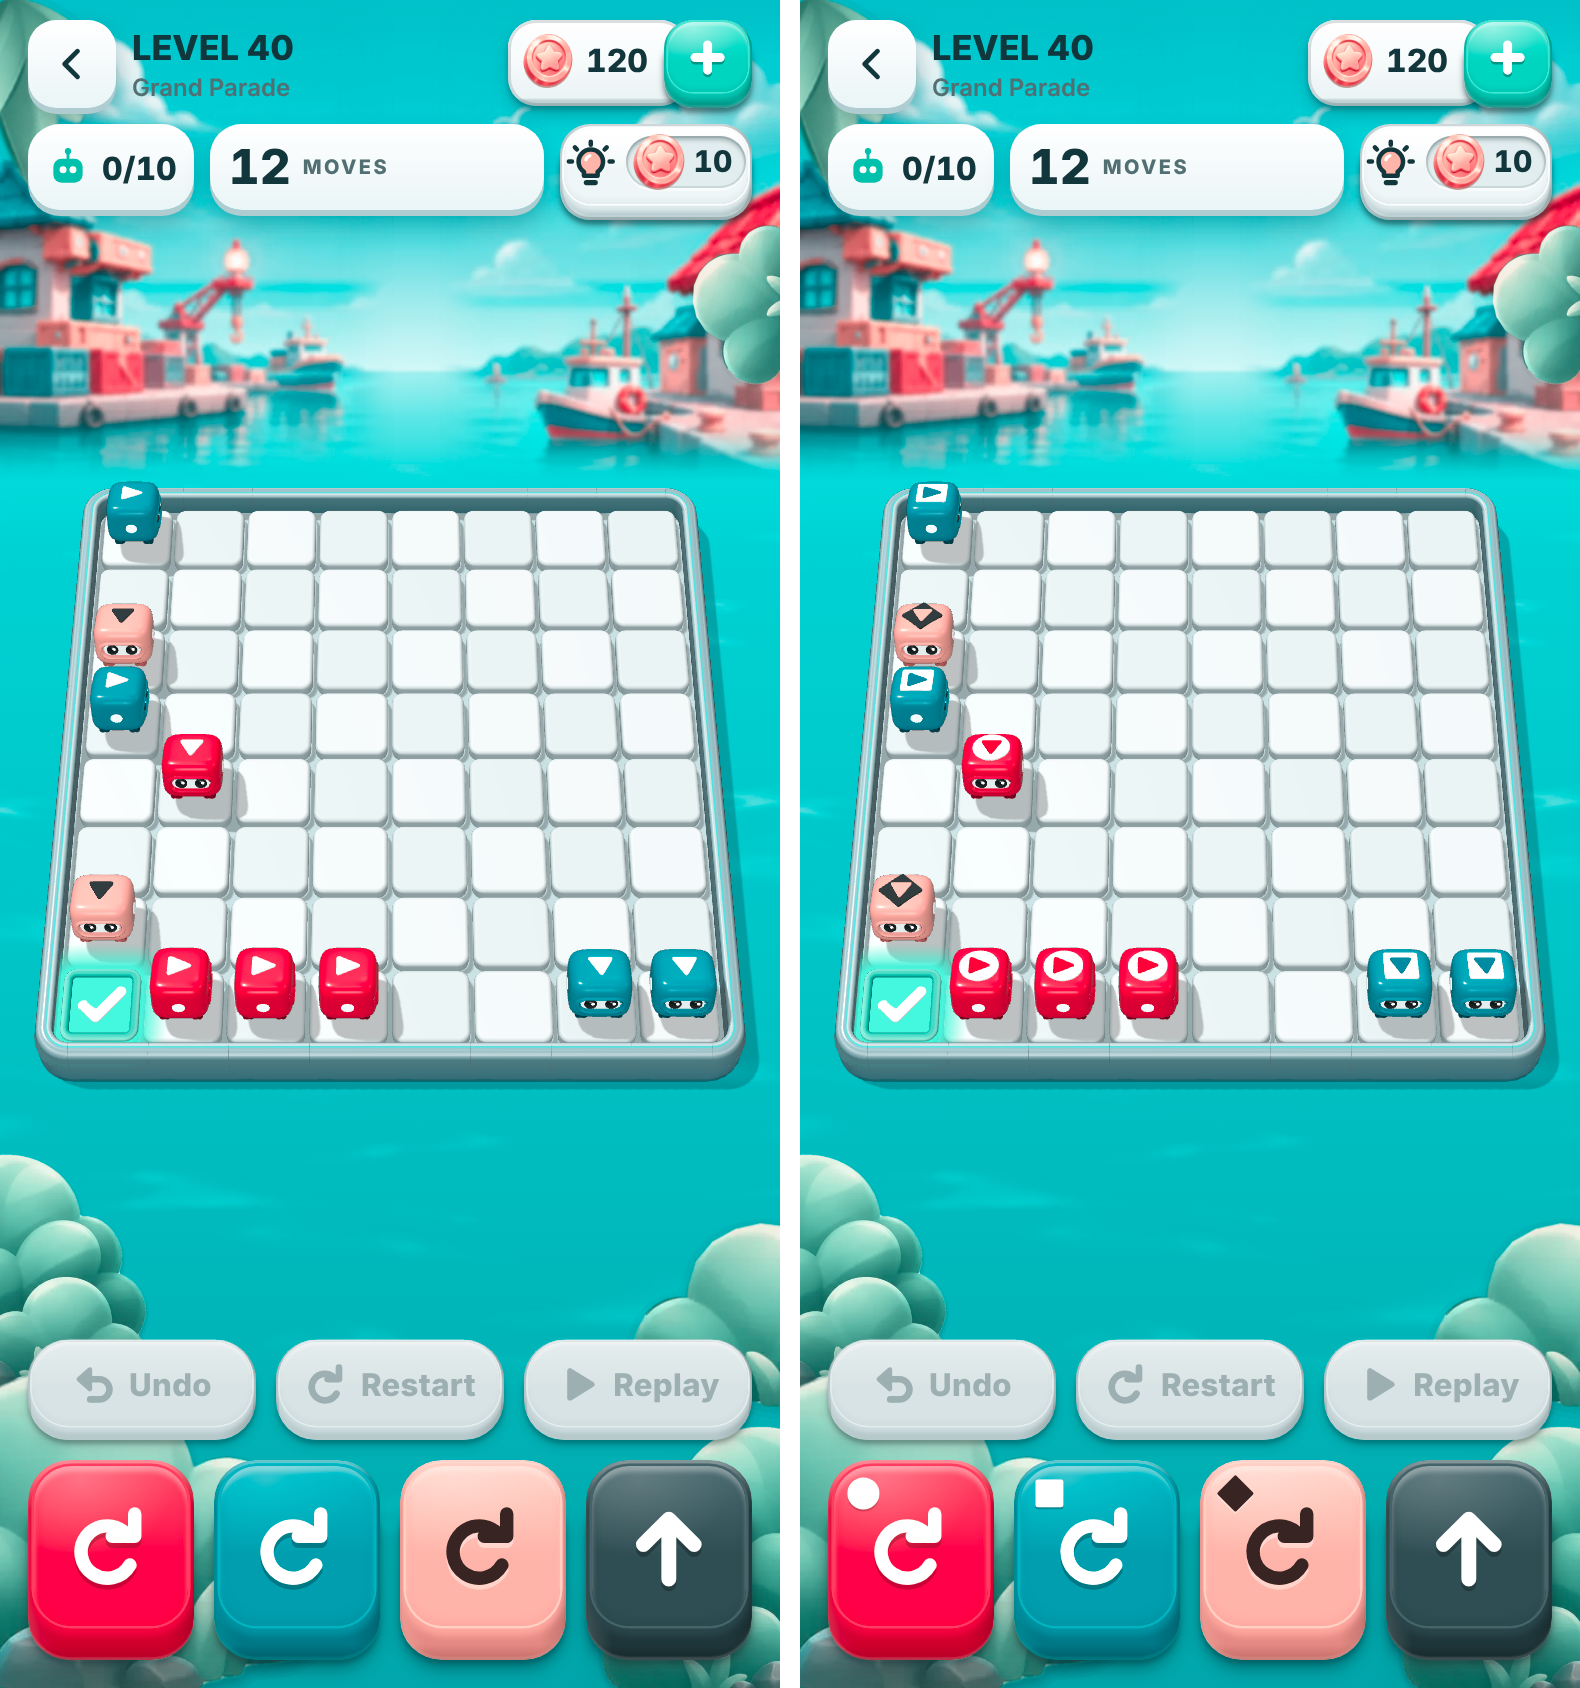 LEVEL 40
Grand Parade
120
0/10
12 MOVES
10
Undo
Restart
Replay
LEVEL 40
Grand Parade
120
0/10
12 MOVES
10
Undo
Restart
Replay